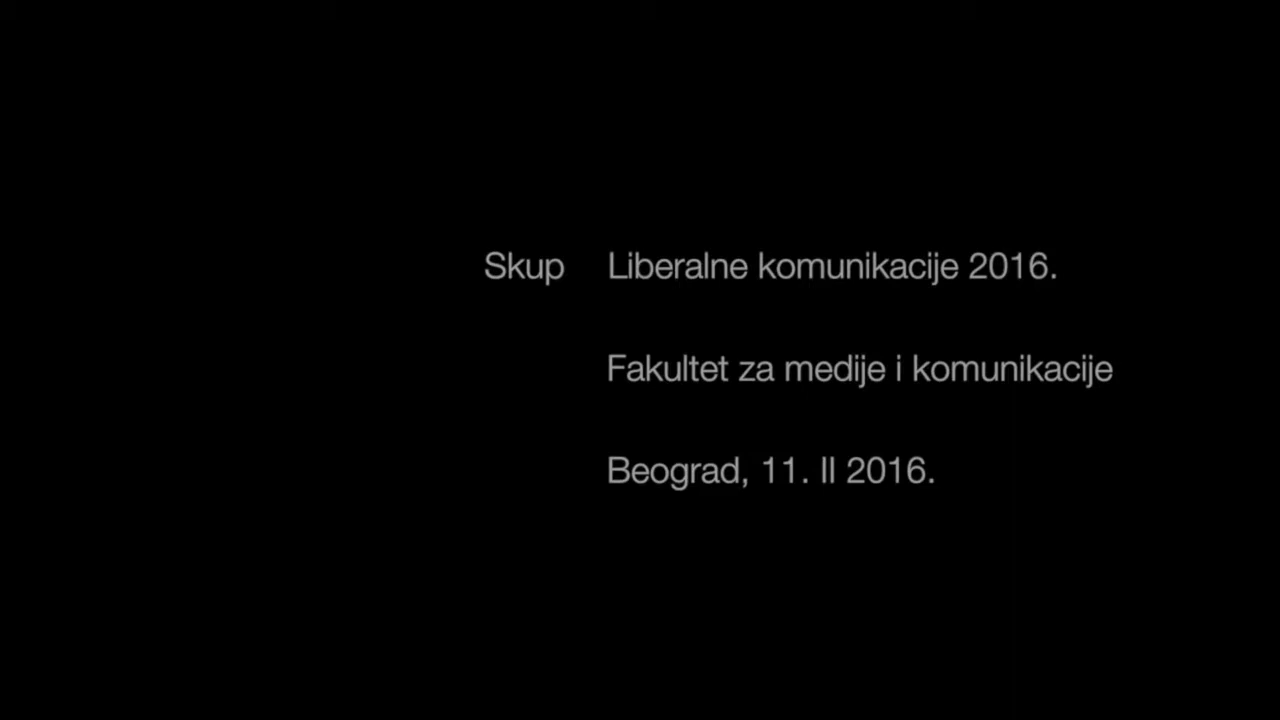 Skup Liberalne komunikacije 2016.
Fakultet za medije i komunikacije
Beograd, 11. II 2016.